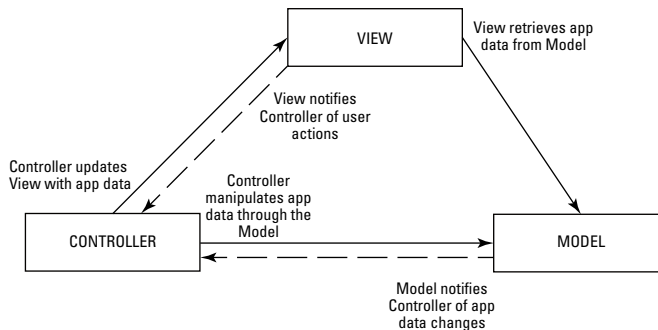 VIEW
View retrieves app
data from Model
View notifies
Controller of user
actions
Controller updates
View with app data
Controller
manipulates app
data through the
Model
CONTROLLER
MODEL
Model notifies
Controller of app
data changes